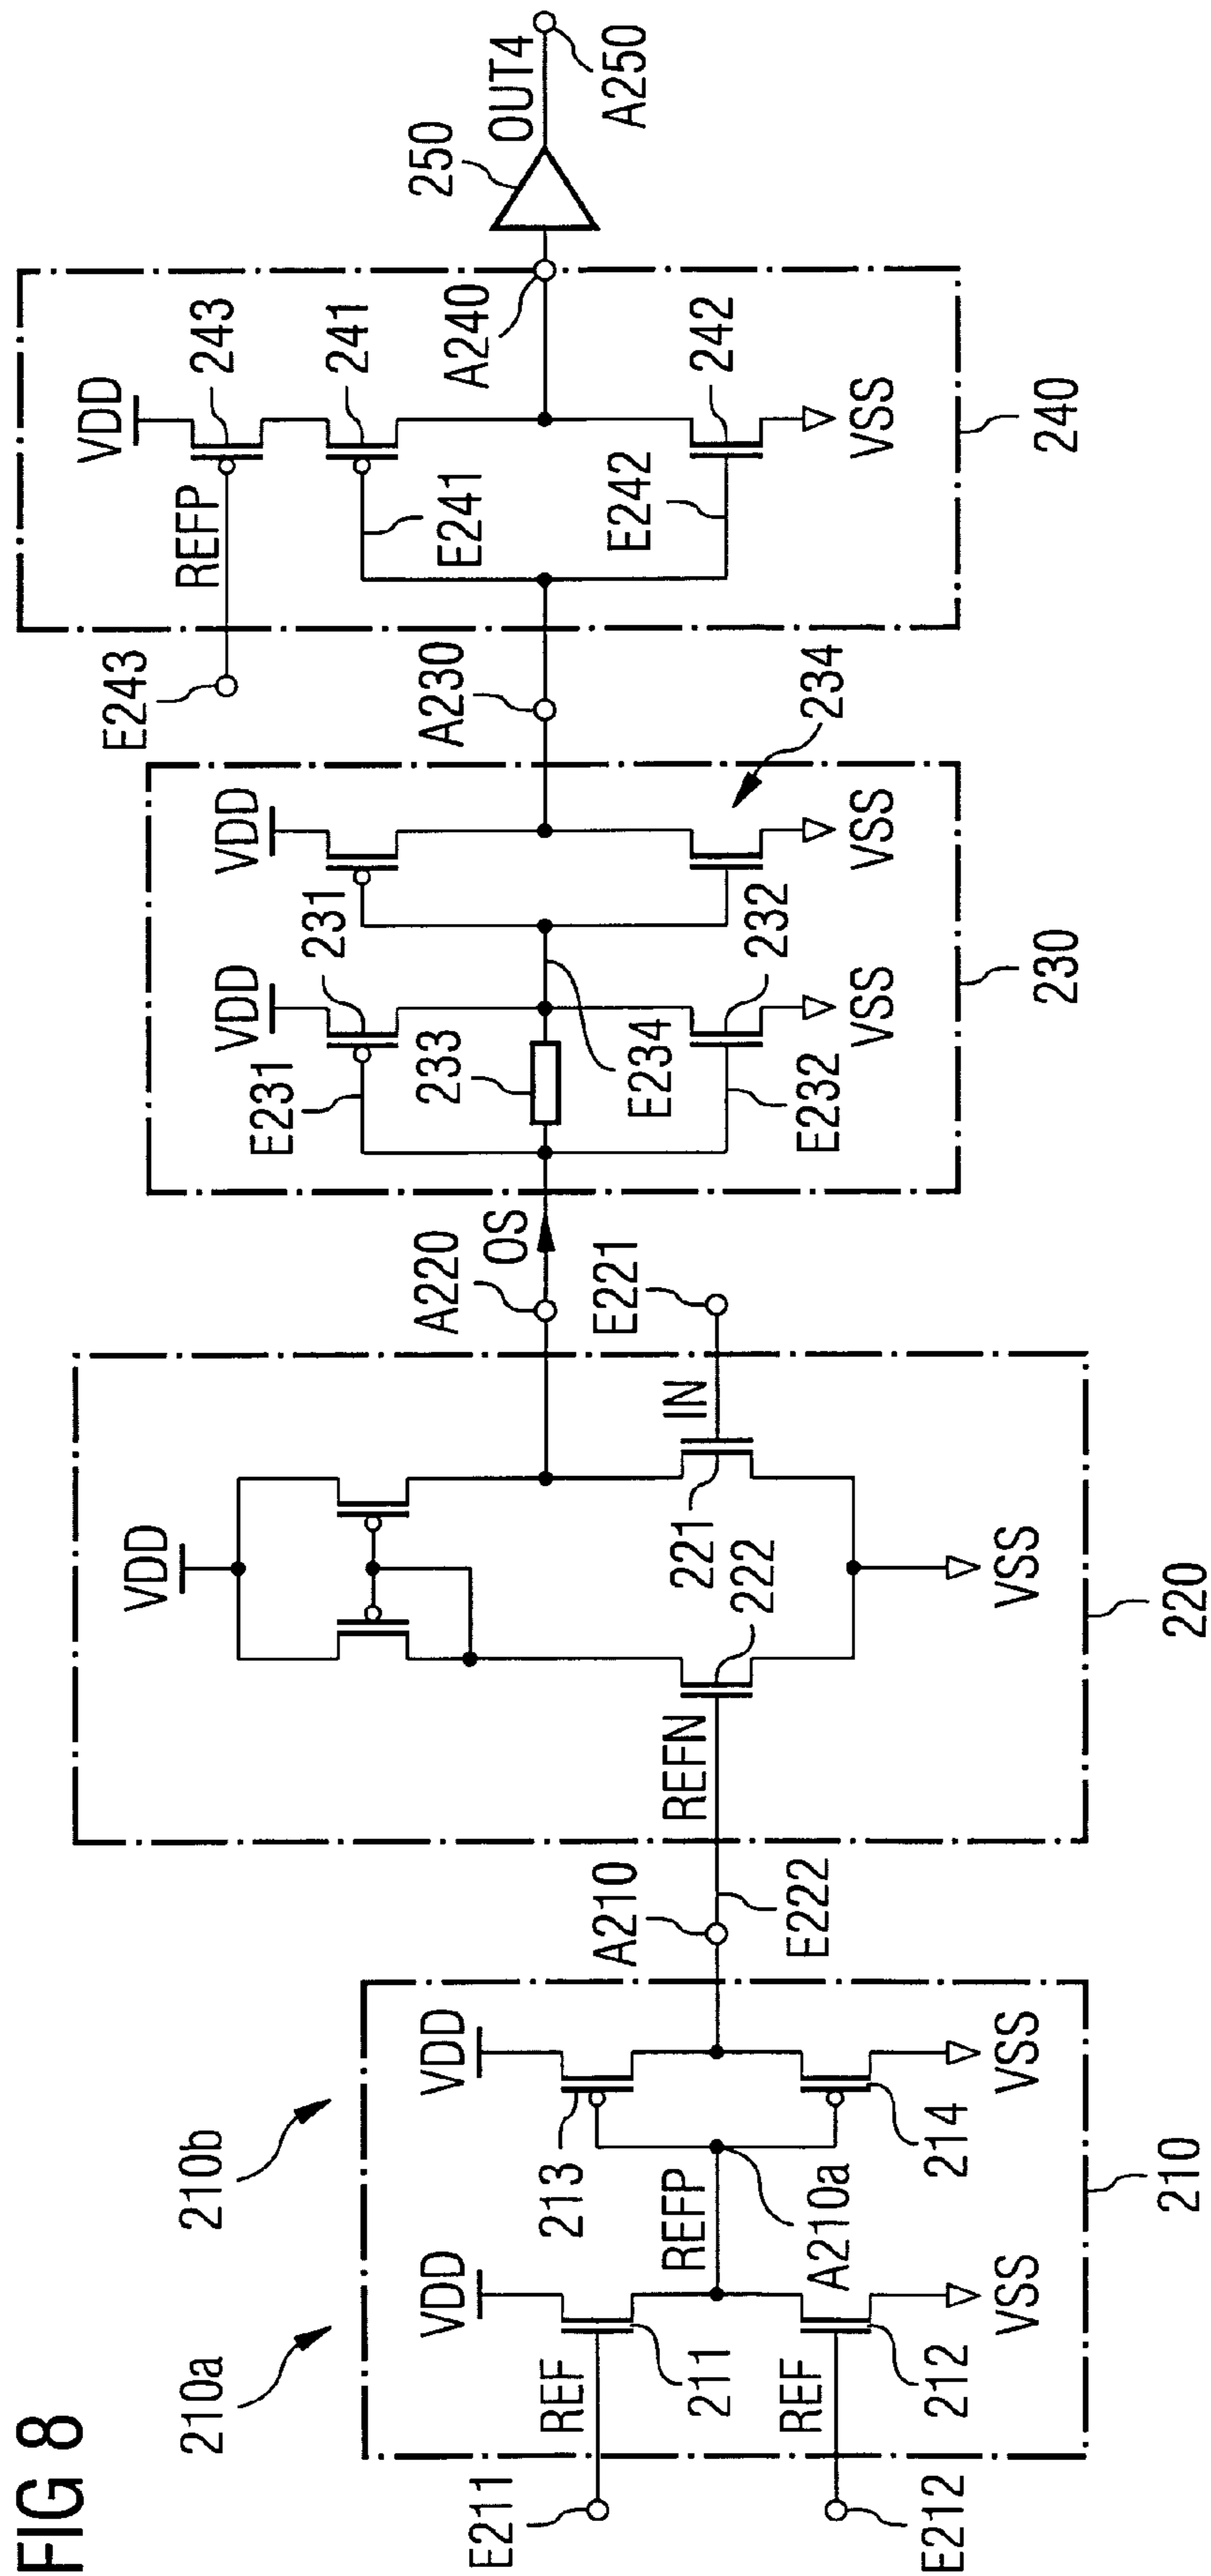 FIG 8
210a
210b
E211
REF
VDD
211
E212
REF
212
VSS
REFP
A210a
VDD
213
214
VSS
210
A210
E222
REFN
VDD
222
221
IN
E221
VSS
220
A220
OS
E231
VDD
231
233
E234
E232
232
VSS
VDD
234
VSS
230
A230
E243
REFP
VDD
243
241
E241
E242
242
VSS
240
A240
250
OUT4
A250